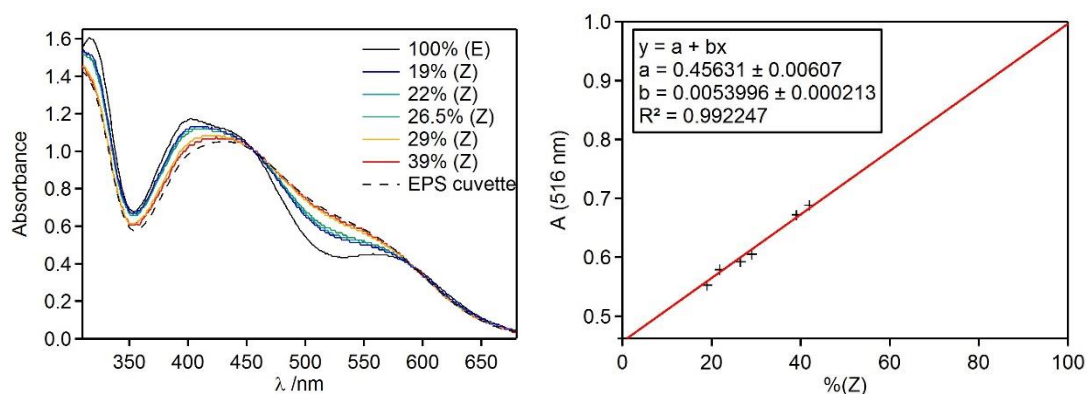 1.6
1.4
1.2
1.0
0.8
0.6
0.4
0.2
0.0
Absorbance
350 400 450 500 550 600 650
λ /nm
100% (E)
19% (Z)
22% (Z)
26.5% (Z)
29% (Z)
39% (Z)
EPS cuvette
1.0
0.9
0.8
0.7
0.6
0.5
A (516 nm)
0 20 40 60 80 100
%(Z)
y = a + bx
a = 0.45631 ± 0.00607
b = 0.0053996 ± 0.000213
R² = 0.992247